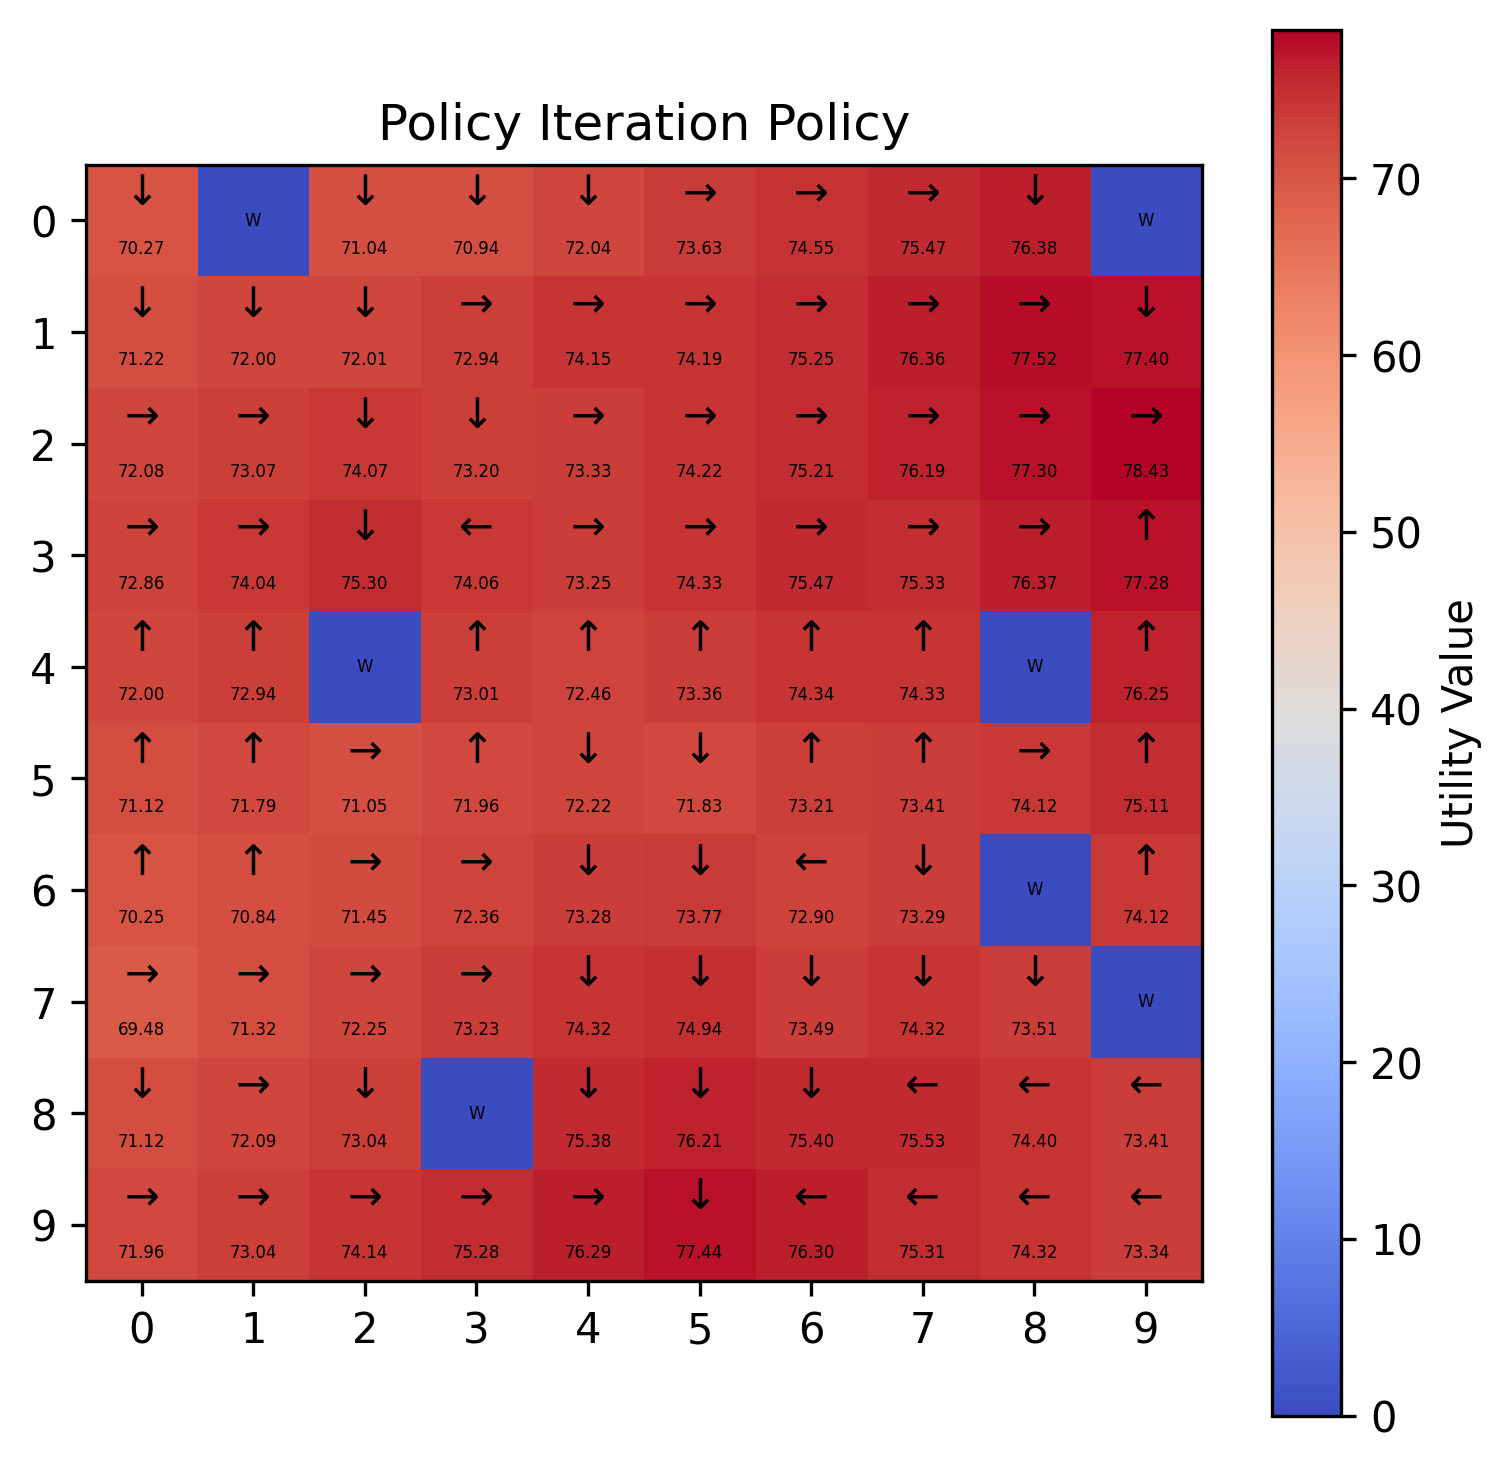 Policy Iteration Policy
↓ W ↓ ↓ ↓ → → → ↓ W
0 70.27 71.04 70.94 72.04 73.63 74.55 75.47 76.38
↓ ↓ ↓ → → → → → → ↓
1 71.22 72.00 72.01 72.94 74.15 74.19 75.25 76.36 77.52 77.40
→ → ↓ ↓ → → → → → →
2 72.08 73.07 74.07 73.20 73.33 74.22 75.21 76.19 77.30 78.43
→ → ↓ ← → → → → → ↑
3 72.86 74.04 75.30 74.06 73.25 74.33 75.47 75.33 76.37 77.28
↑ ↑ W ↑ ↑ ↑ ↑ ↑ W ↑
4 72.00 72.94 73.01 72.46 73.36 74.34 74.33 76.25
↑ ↑ → ↑ ↓ ↓ ↑ ↑ → ↑
5 71.12 71.79 71.05 71.96 72.22 71.83 73.21 73.41 74.12 75.11
↑ ↑ → → ↓ ↓ ← ↓ W ↑
6 70.25 70.84 71.45 72.36 73.28 73.77 72.90 73.29 74.12
→ → → → ↓ ↓ ↓ ↓ ↓ W
7 69.48 71.32 72.25 73.23 74.32 74.94 73.49 74.32 73.51
↓ → ↓ W ↓ ↓ ↓ ← ← ←
8 71.12 72.09 73.04 75.38 76.21 75.40 75.53 74.40 73.41
→ → → → → ↓ ← ← ← ←
9 71.96 73.04 74.14 75.28 76.29 77.44 76.30 75.31 74.32 73.34
0 1 2 3 4 5 6 7 8 9
70
60
50
40
30
20
10
0
Utility Value